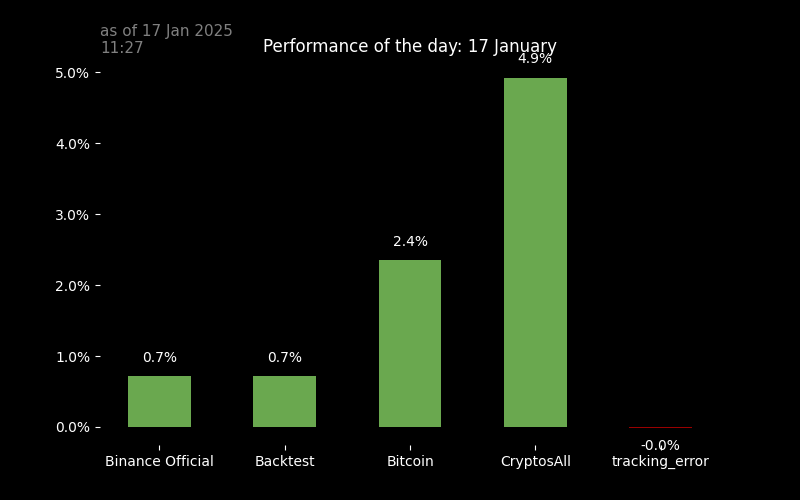 as of 17 Jan 2025
11:27
Performance of the day: 17 January
5.0%
4.0%
3.0%
2.0%
1.0%
0.0%
0.7%
0.7%
2.4%
4.9%
-0.0%
Binance Official
Backtest
Bitcoin
CryptosAll
tracking_error